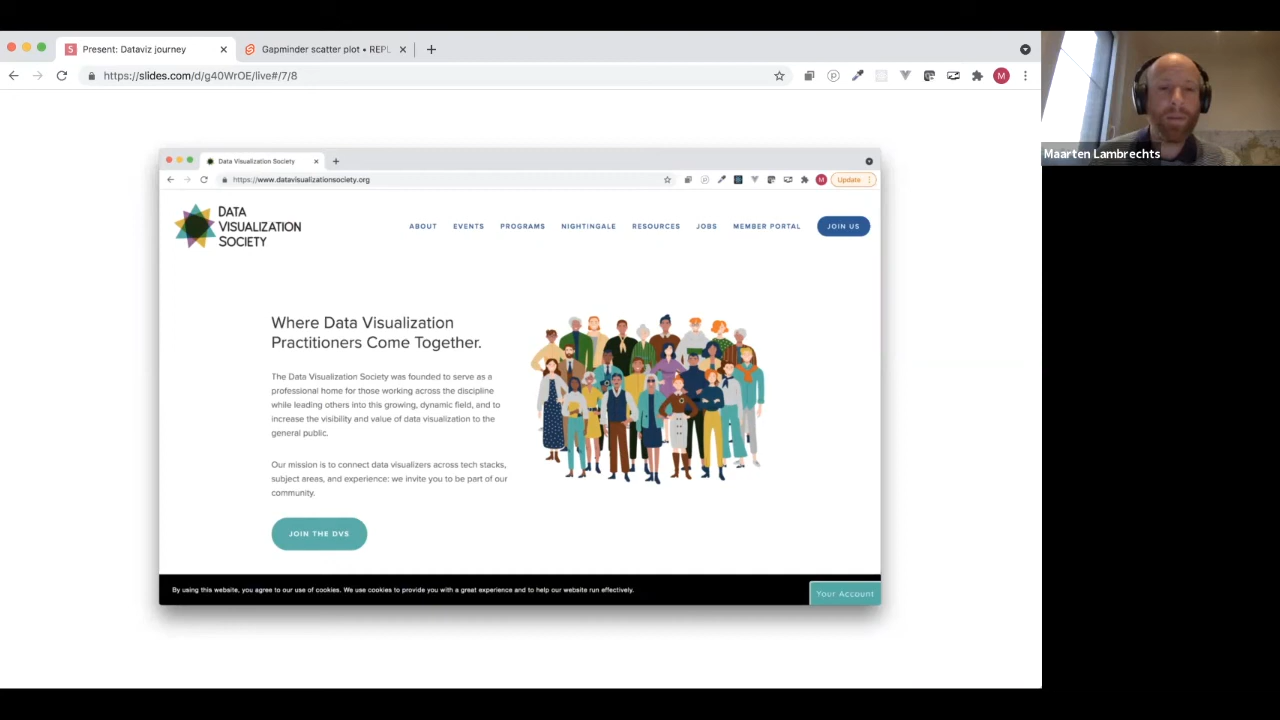 Present: Dataviz journey
Gapminder scatter plot • REPL
https://slides.com/d/g40WrOE/live#/7/8
M
Maarten Lambrechts
Data Visualization Society
https://www.datavisualizationsociety.org
M
Update
DATA
VISUALIZATION
SOCIETY
ABOUT EVENTS PROGRAMS NIGHTINGALE RESOURCES JOBS MEMBER PORTAL JOIN US
Where Data Visualization
Practitioners Come Together.
The Data Visualization Society was founded to serve as a
professional home for those working across the discipline
while leading others into this growing, dynamic field, and to
increase the visibility and value of data visualization to the
general public.
Our mission is to connect data visualizers across tech stacks,
subject areas, and experience: we invite you to be part of our
community.
JOIN THE DVS
By using this website, you agree to our use of cookies. We use cookies to provide you with a great experience and to help our website run effectively.
Your Account